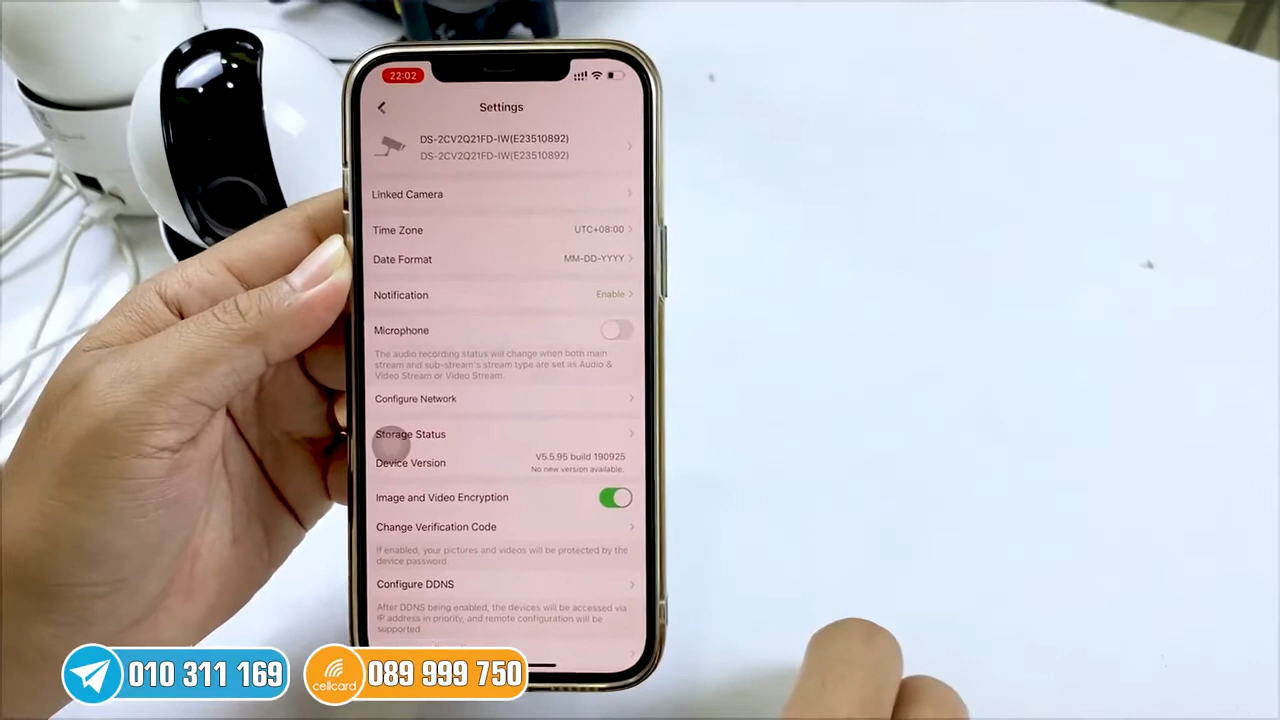 22:02
Settings
DS-2CV2Q21FD-IW(E23510892)
DS-2CV2Q21FD-IW(E23510892)
Linked Camera
Time Zone UTC+08:00
Date Format MM-DD-YYYY
Notification Enable
Microphone
The audio recording status will change when both main
stream and sub-stream's stream type are set as Audio &
Video Stream or Video Stream.
Configure Network
Storage Status
Device Version V5.5.95 build 190925
No new version available.
Image and Video Encryption
Change Verification Code
If enabled, your pictures and videos will be protected by the
device password.
Configure DDNS
After DDNS being enabled, the devices will be accessed via
IP address in priority, and remote configuration will be
supported.
010 311 169
cellcard
089 999 750